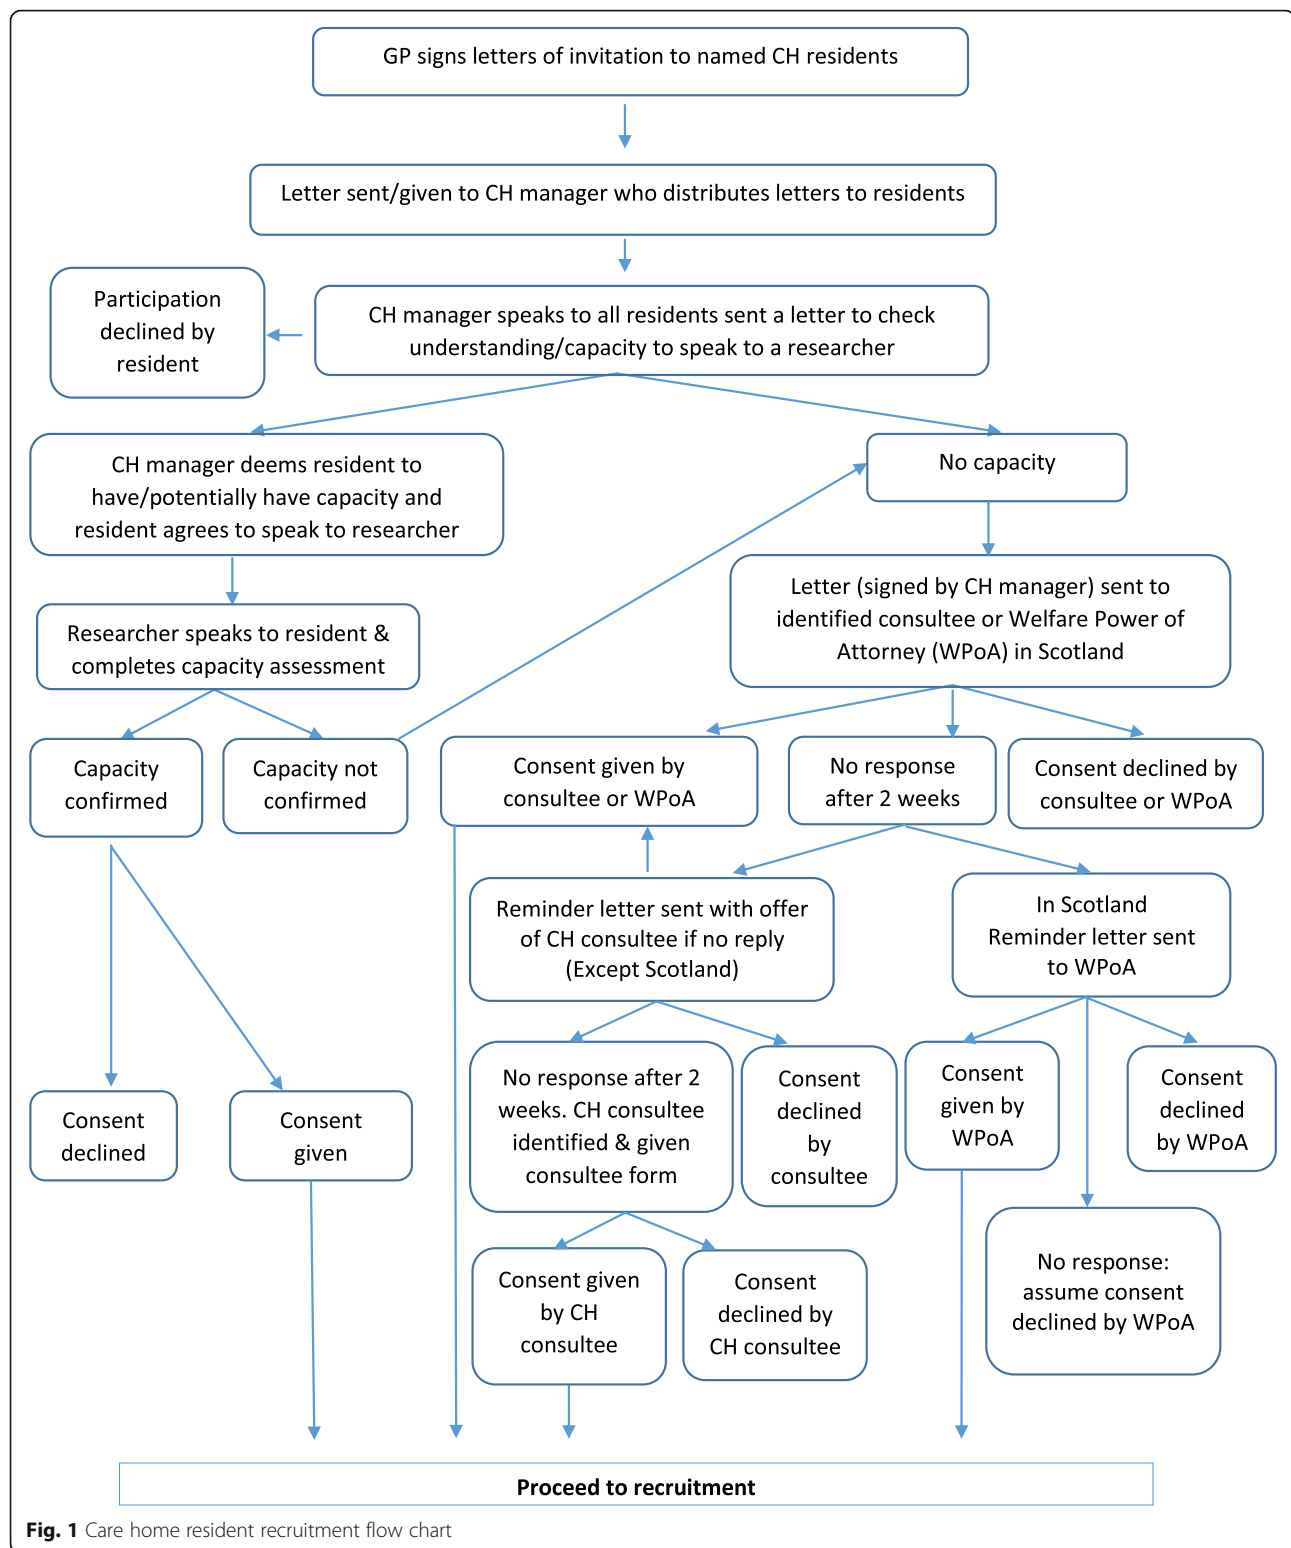 GP signs letters of invitation to named CH residents
Letter sent/given to CH manager who distributes letters to residents
Participation
declined by
resident
CH manager speaks to all residents sent a letter to check
understanding/capacity to speak to a researcher
CH manager deems resident to
have/potentially have capacity and
resident agrees to speak to researcher
No capacity
Letter (signed by CH manager) sent to
identified consultee or Welfare Power of
Attorney (WPoA) in Scotland
Researcher speaks to resident &
completes capacity assessment
Capacity
confirmed
Capacity not
confirmed
Consent given by
consultee or WPoA
No response
after 2 weeks
Consent declined by
consultee or WPoA
Reminder letter sent with offer
of CH consultee if no reply
(Except Scotland)
In Scotland
Reminder letter sent
to WPoA
Consent
declined
Consent
given
No response after 2
weeks. CH consultee
identified & given
consultee form
Consent
declined
by
consultee
Consent
given by
WPoA
Consent
declined
by WPoA
Consent given
by CH
consultee
Consent
declined by
CH consultee
No response:
assume consent
declined by WPoA
Proceed to recruitment
Fig. 1 Care home resident recruitment flow chart